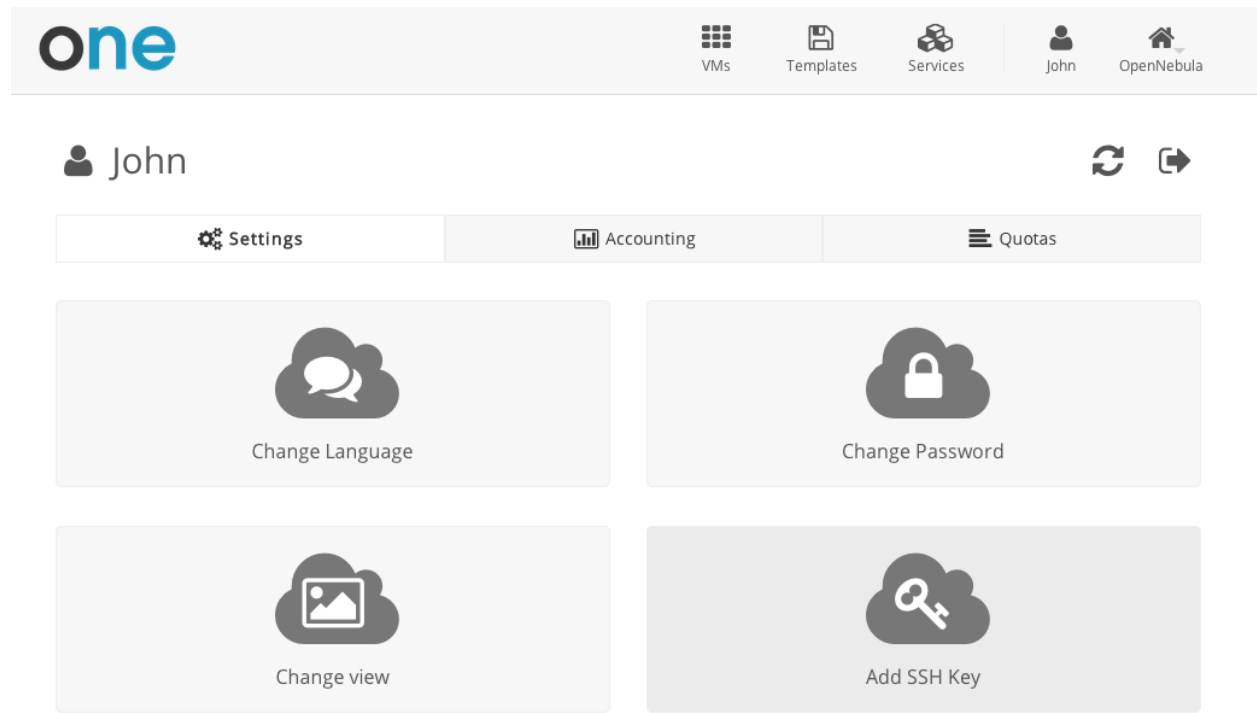 one
VMs Templates Services John OpenNebula
John
Settings Accounting Quotas
Change Language Change Password
Change view Add SSH Key